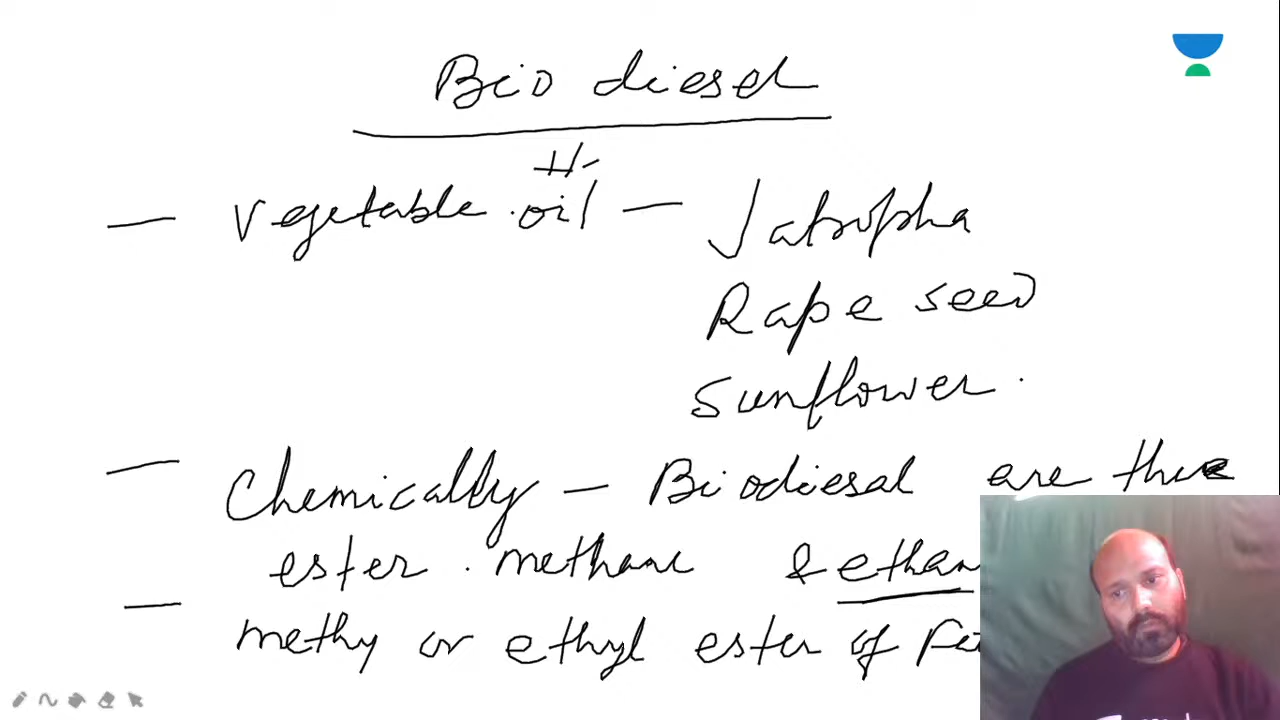 Bio diesel
— Vegetable oil — Jatropha
Rape seed
Sunflower.
— Chemically — Biodiesal are the
ester . methane & ethan
— methy or ethyl ester of